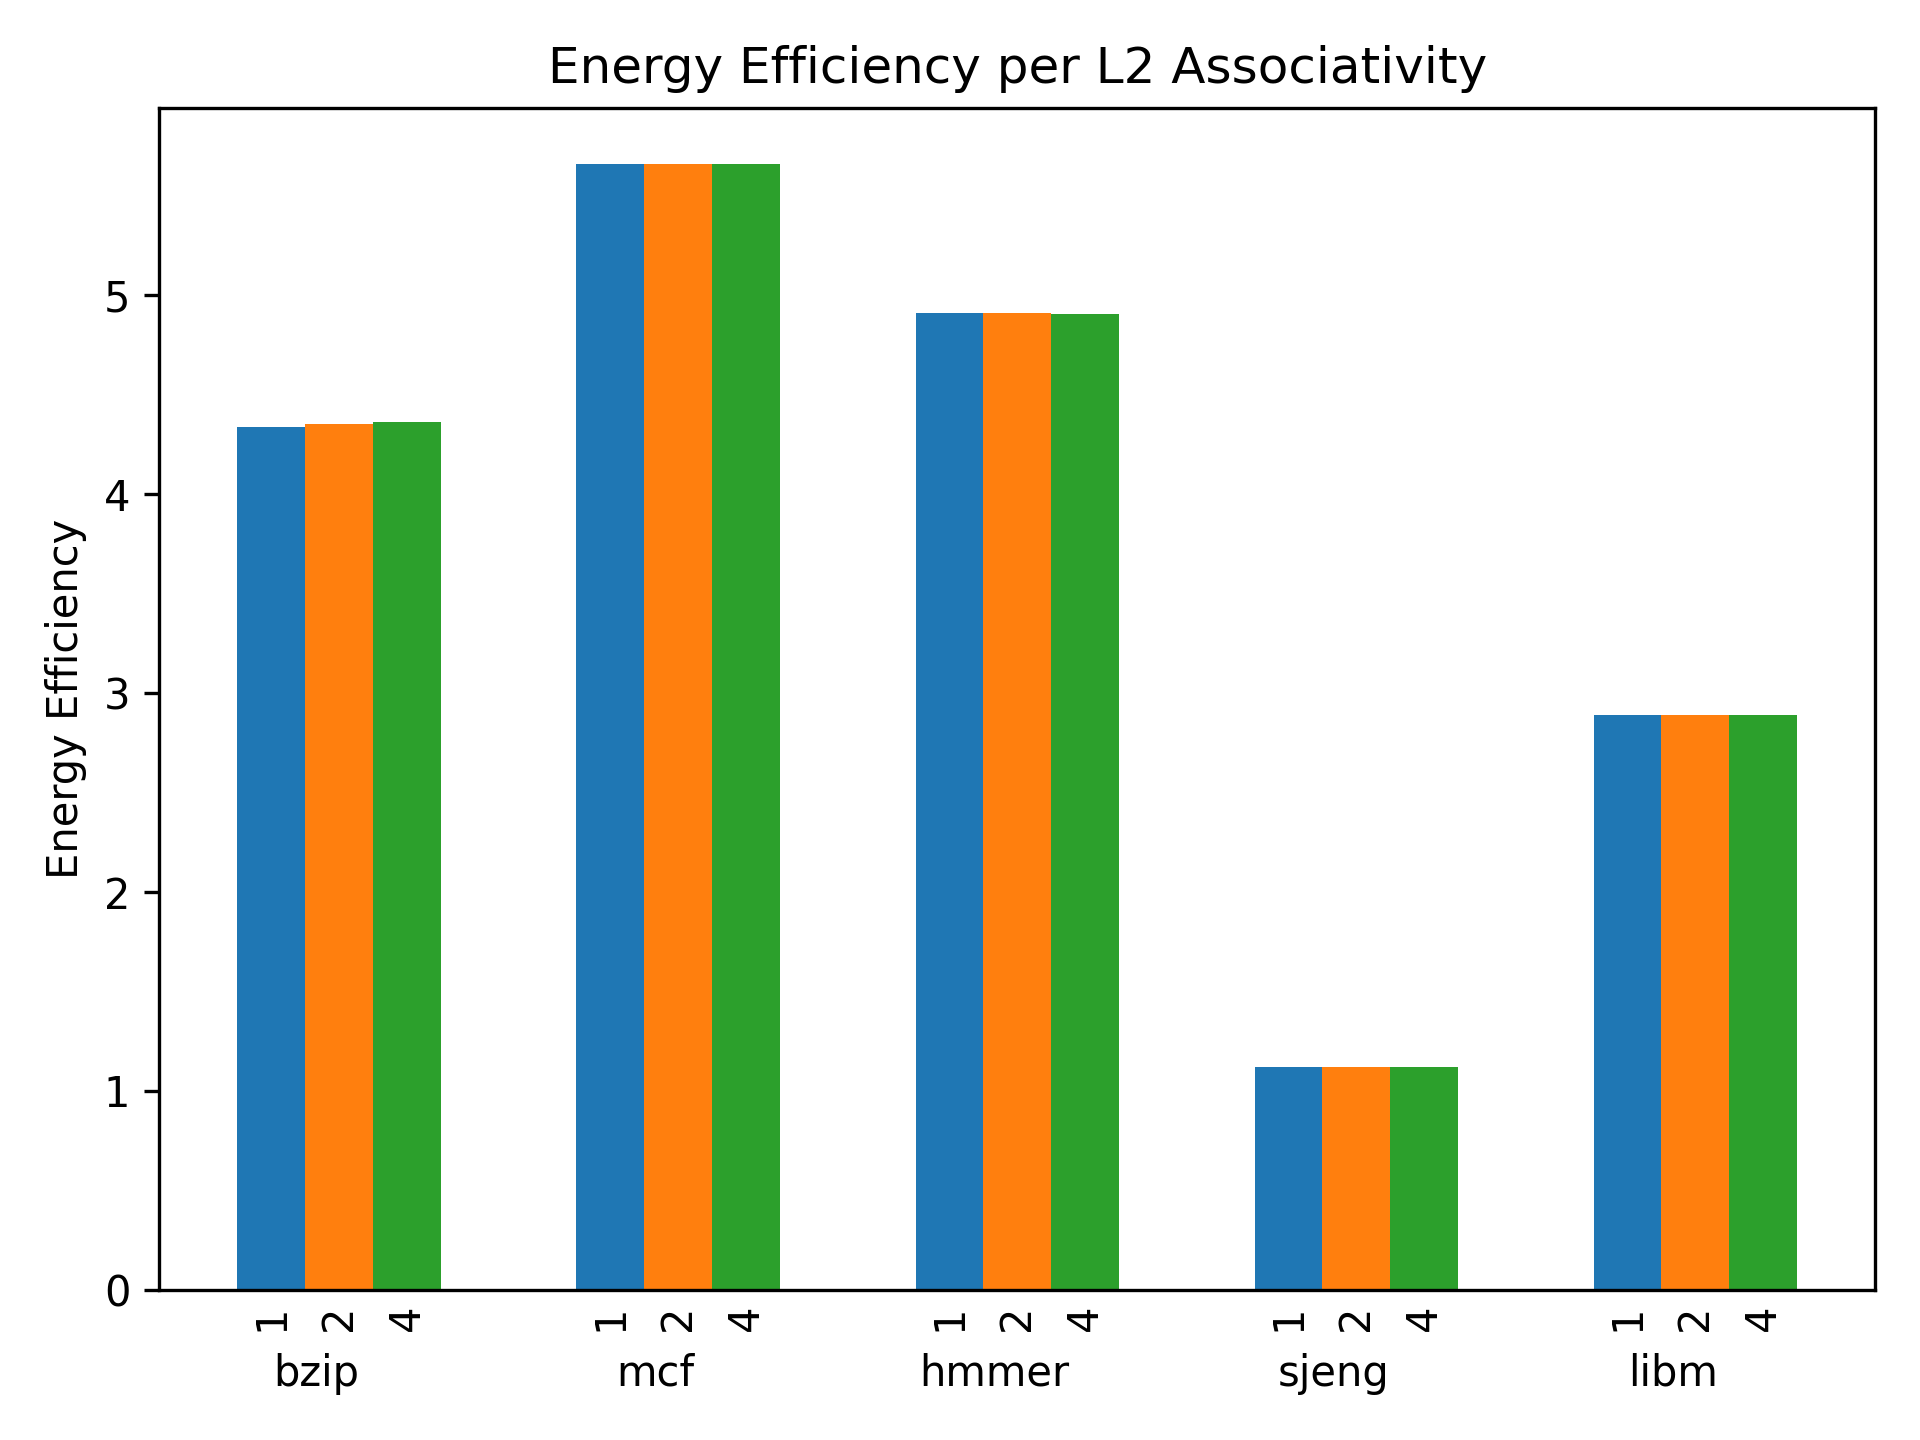 Energy Efficiency per L2 Associativity
Energy Efficiency
5
4
3
2
1
0
1 2 4 1 2 4 1 2 4 1 2 4 1 2 4
bzip mcf hmmer sjeng libm